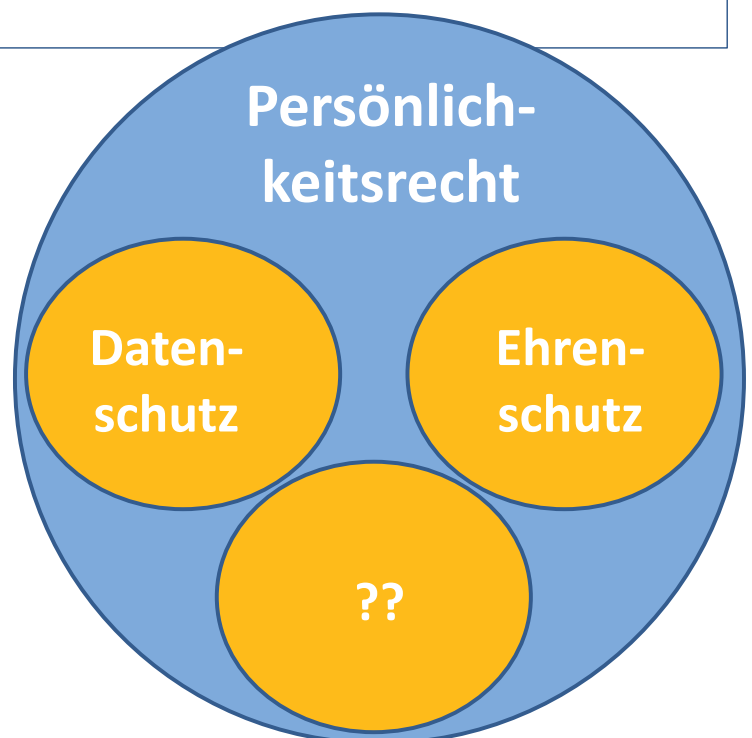 Persönlich-
keitsrecht
Daten-
schutz
Ehren-
schutz
??